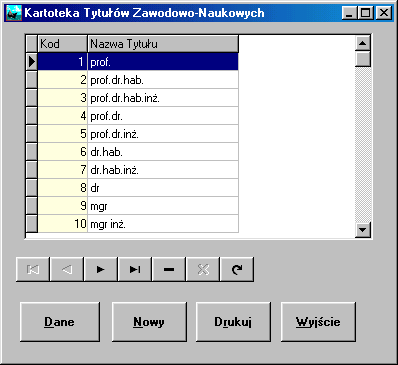 Kartoteka Tytułów Zawodowo-Naukowych
Kod Nazwa Tytułu
1 prof.
2 prof.dr.hab.
3 prof.dr.hab.inż.
4 prof.dr.
5 prof.dr.inż.
6 dr.hab.
7 dr.hab.inż.
8 dr
9 mgr
10 mgr inż.
Dane Nowy Drukuj Wyjście